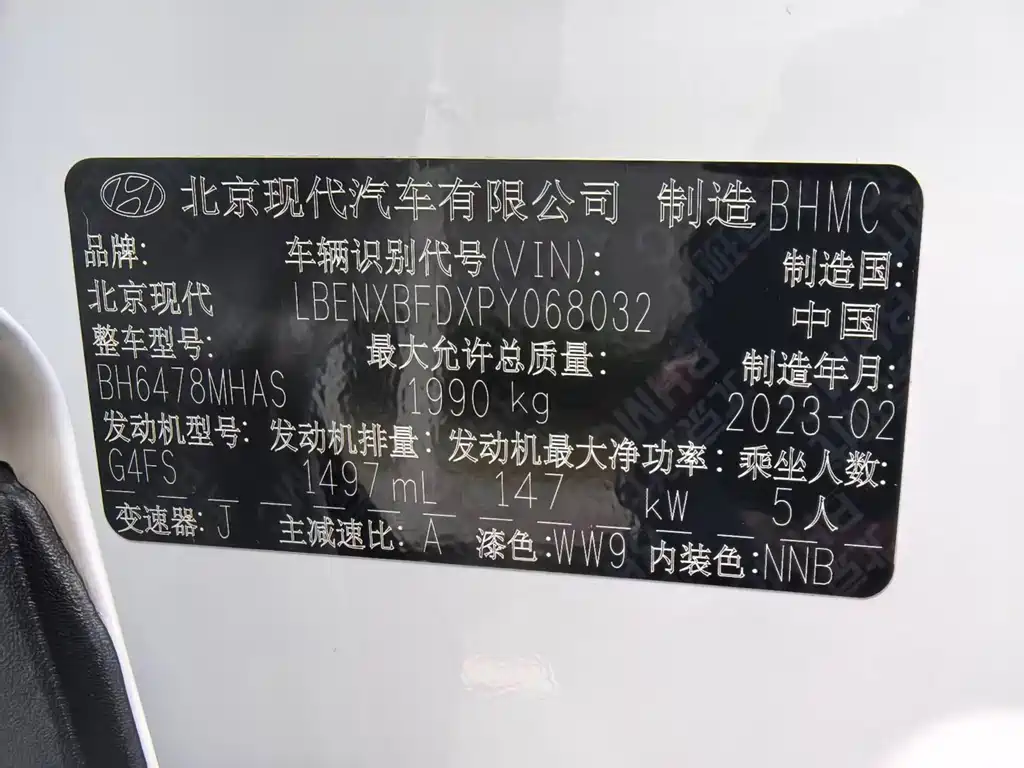 北京现代汽车有限公司 制造 BHMC
品牌: 车辆识别代号(VIN): 制造国:
北京现代 LBENXBFDXPY068032 中国
整车型号: 最大允许总质量: 制造年月:
BH6478MHAS 1990 kg 2023-02
发动机型号: 发动机排量: 发动机最大净功率: 乘坐人数:
G4FS 1497 mL 147 kW 5人
变速器: J 主减速比: A 漆色:WW9 内装色:NNB